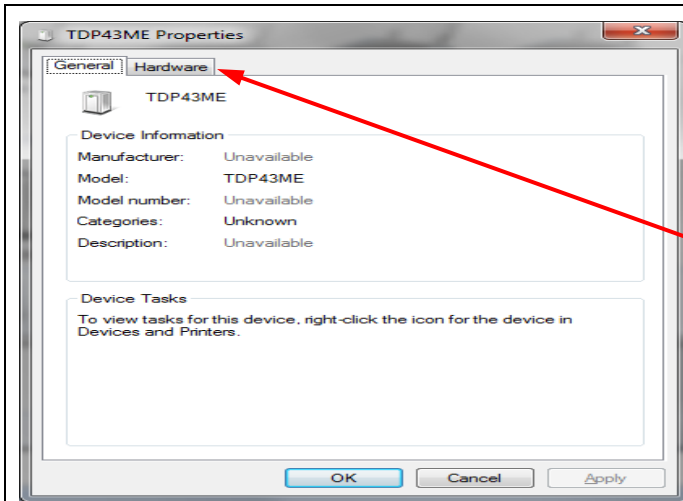 TDP43ME Properties
General Hardware
TDP43ME
Device Information
Manufacturer: Unavailable
Model: TDP43ME
Model number: Unavailable
Categories: Unknown
Description: Unavailable
Device Tasks
To view tasks for this device, right-click the icon for the device in
Devices and Printers.
OK Cancel Apply